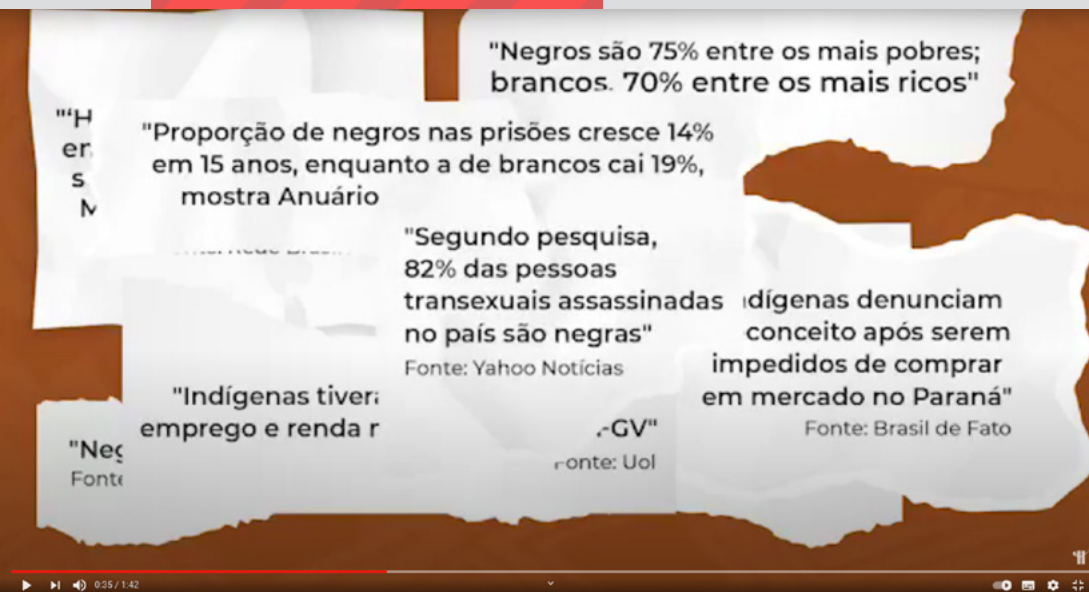 "Negros são 75% entre os mais pobres;
brancos, 70% entre os mais ricos"
"Proporção de negros nas prisões cresce 14%
em 15 anos, enquanto a de brancos cai 19%,
mostra Anuário
"Segundo pesquisa,
82% das pessoas
transexuais assassinadas
no país são negras"
Fonte: Yahoo Notícias
denunciam
após serem
impedidos de comprar
em mercado no Paraná"
Fonte: Brasil de Fato
"Indígenas
emprego e renda
-GV"
Fonte: Uol
0:35 / 1:42